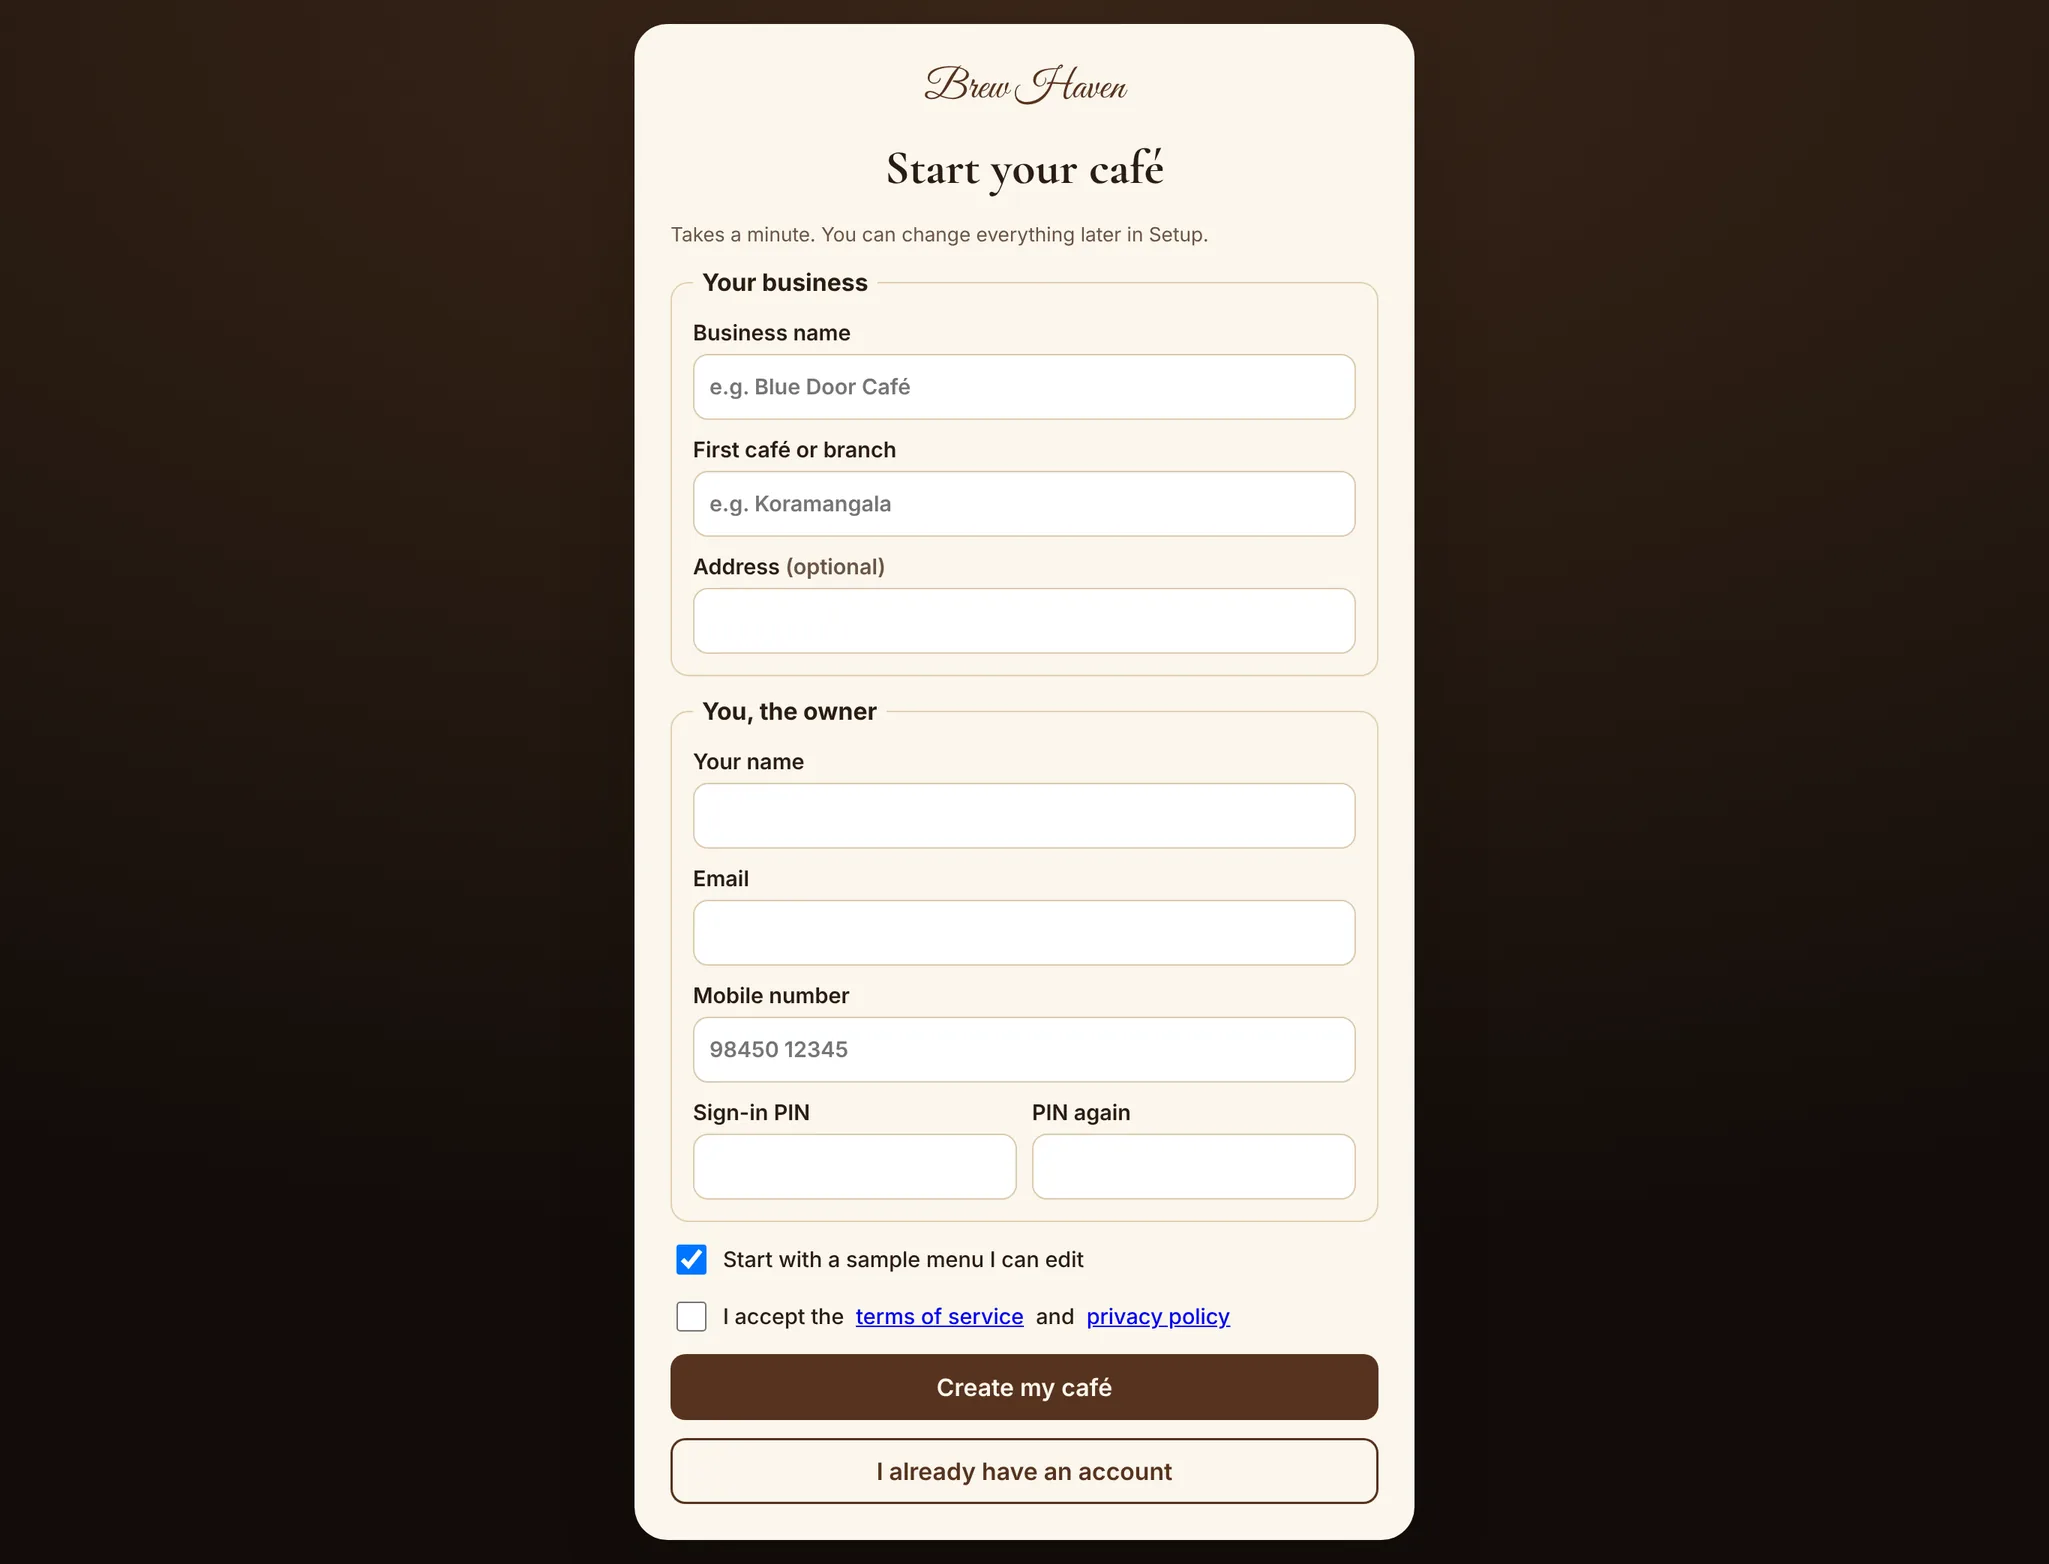 Brew Haven
Start your café
Takes a minute. You can change everything later in Setup.
Your business
Business name
e.g. Blue Door Café
First café or branch
e.g. Koramangala
Address (optional)
You, the owner
Your name
Email
Mobile number
98450 12345
Sign-in PIN PIN again
Start with a sample menu I can edit
I accept the terms of service and privacy policy
Create my café
I already have an account